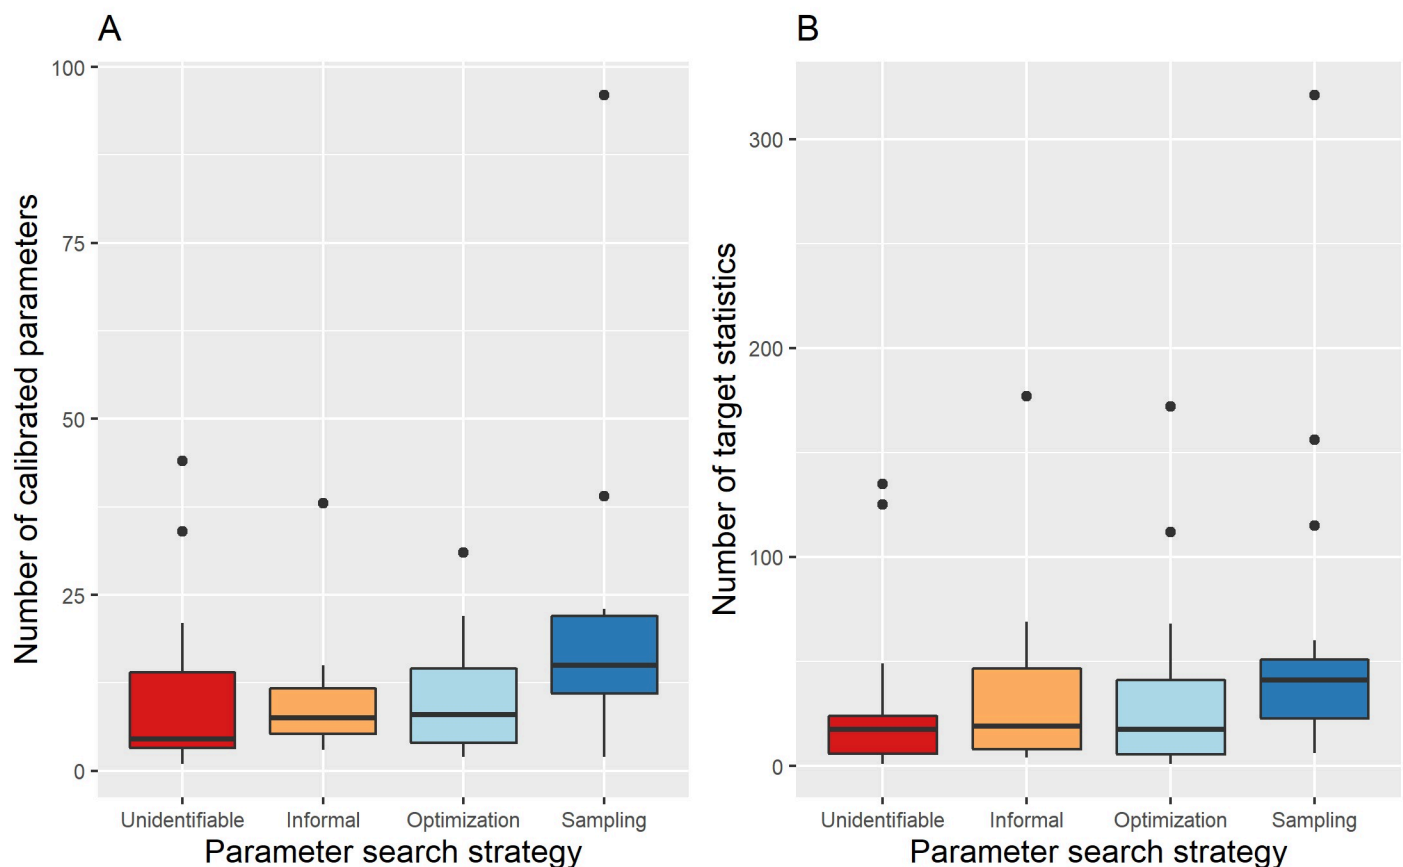 A
Number of calibrated parameters
100
75
50
25
0
Unidentifiable Informal Optimization Sampling
Parameter search strategy
B
Number of target statistics
300
200
100
0
Unidentifiable Informal Optimization Sampling
Parameter search strategy